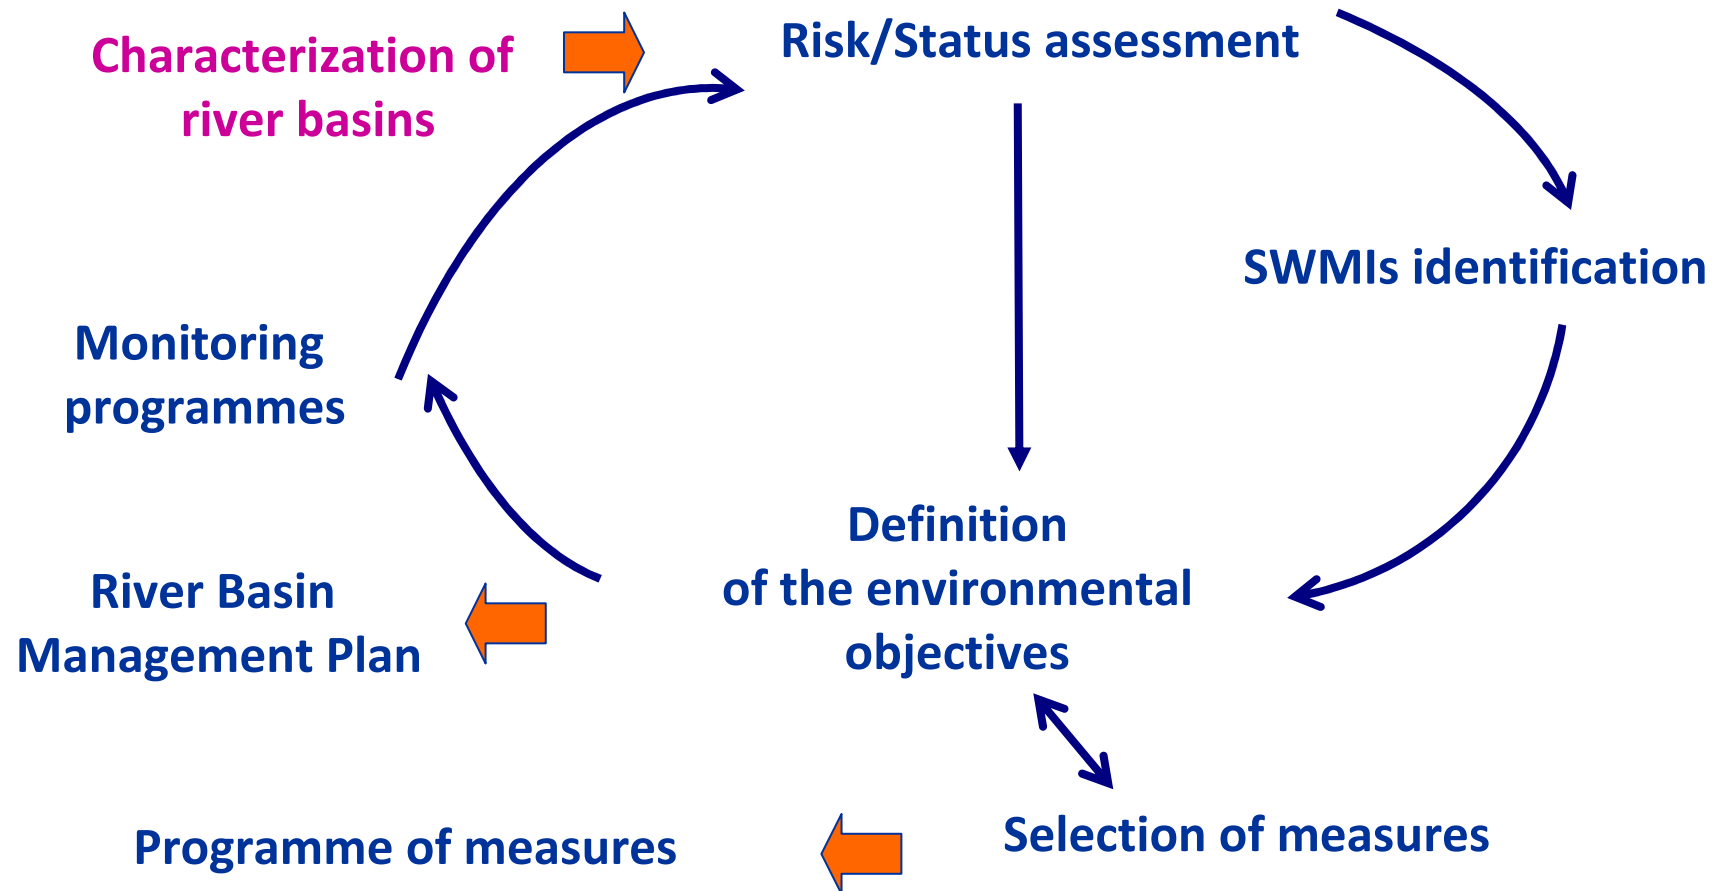 Characterization of
river basins
Risk/Status assessment
SWMIs identification
Monitoring
programmes
Definition
of the environmental
objectives
River Basin
Management Plan
Selection of measures
Programme of measures